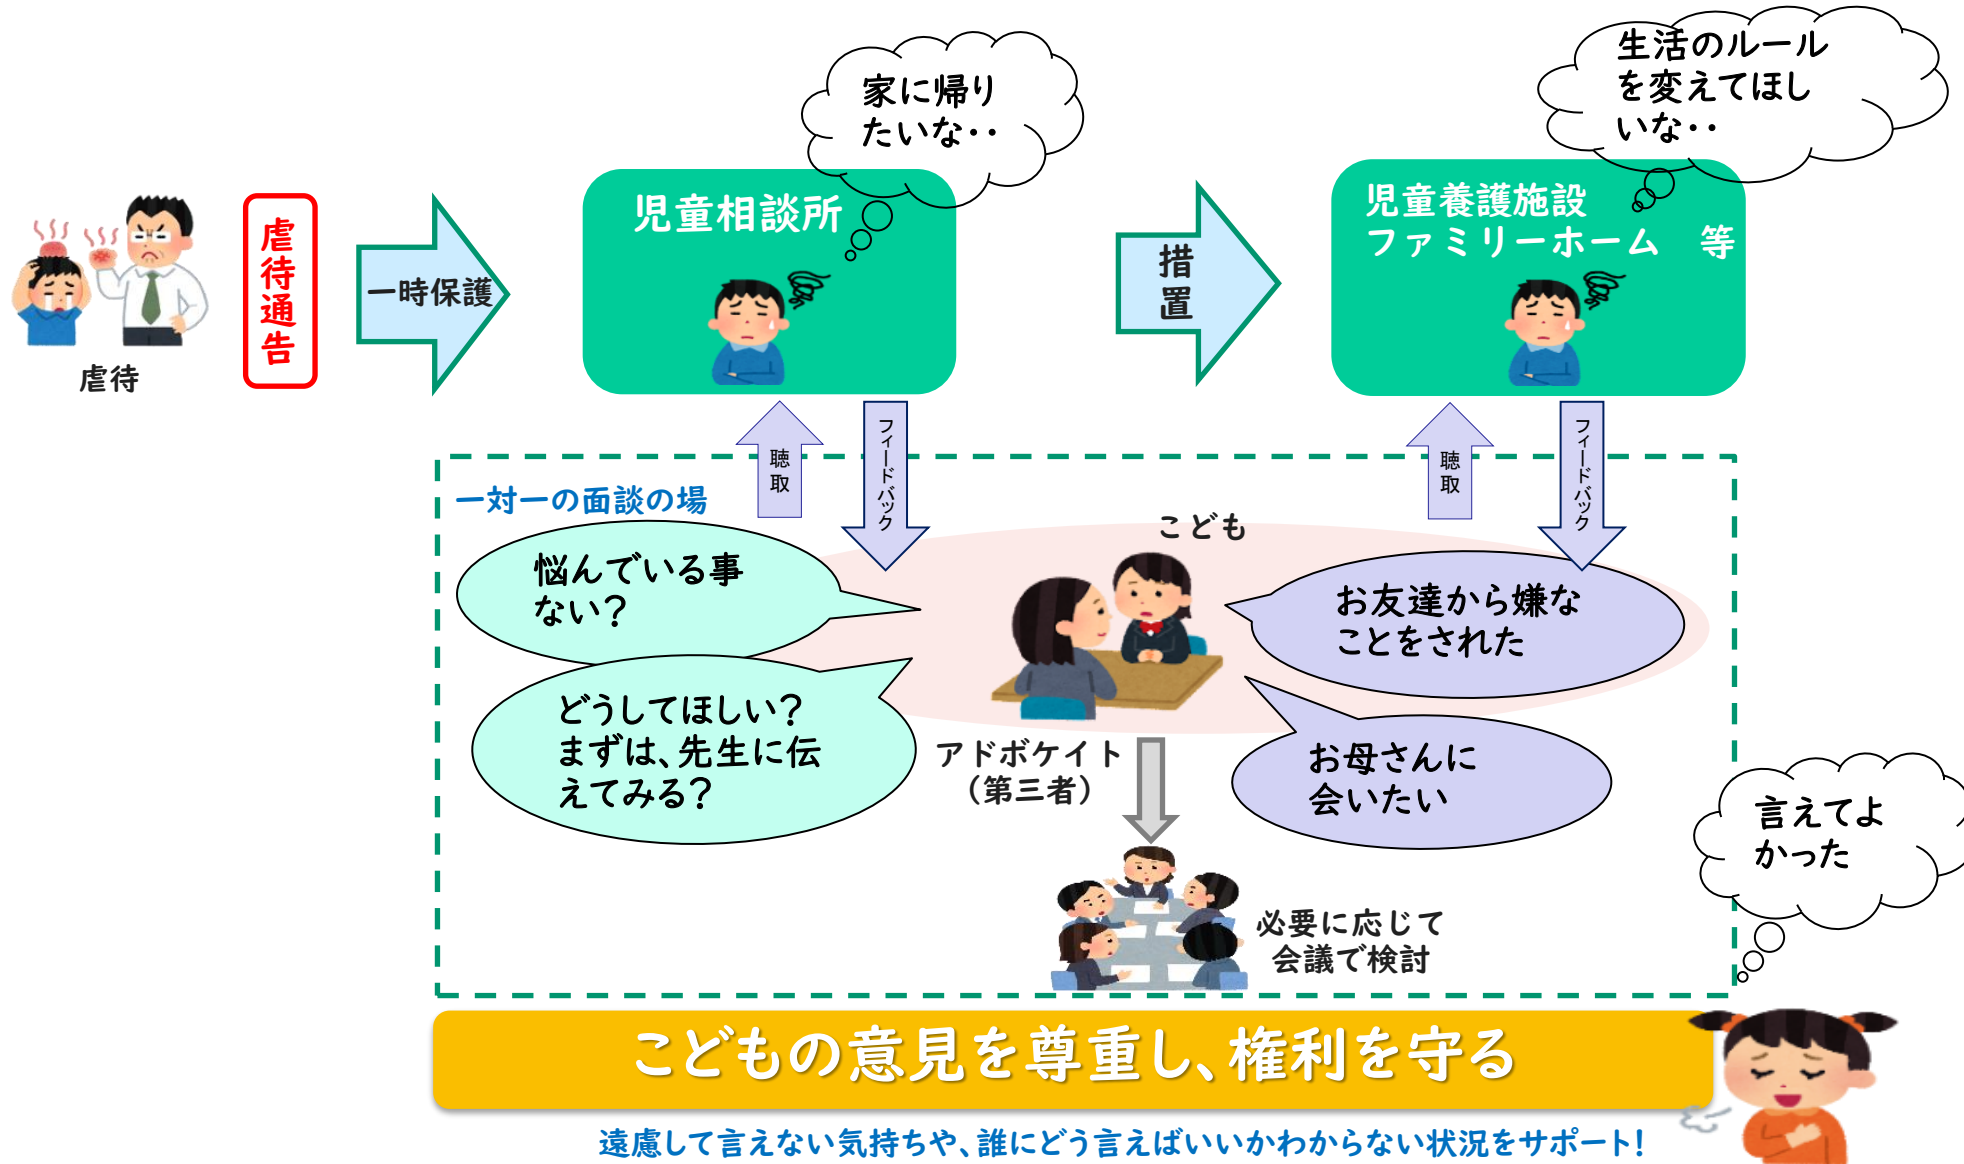 家に帰り
たいな・・
生活のルール
を変えてほし
いな・・
虐待通告
虐待
一時保護
児童相談所
措
置
児童養護施設
ファミリーホーム　等
聴
取
フィードバック
聴
取
フィードバック
一対一の面談の場
こども
悩んでいる事
ない？
お友達から嫌な
ことをされた
どうしてほしい？
まずは、先生に伝
えてみる？
アドボケイト
（第三者）
お母さんに
会いたい
言えてよ
かった
必要に応じて
会議で検討
こどもの意見を尊重し、権利を守る
遠慮して言えない気持ちや、誰にどう言えばいいかわからない状況をサポート！